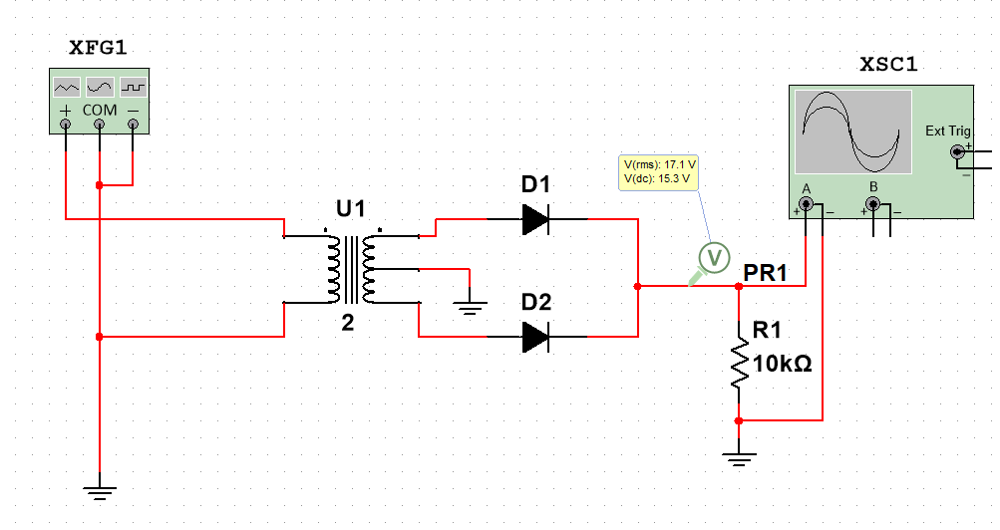 XFG1
+ COM −
U1
2
D1
D2
V(rms): 17.1 V
V(dc): 15.3 V
V
PR1
R1
10kΩ
XSC1
Ext Trig
+
−
A
B
+ − + −